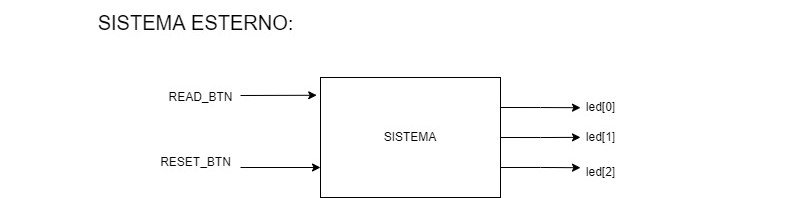 SISTEMA ESTERNO:
READ_BTN
RESET_BTN
SISTEMA
led[0]
led[1]
led[2]